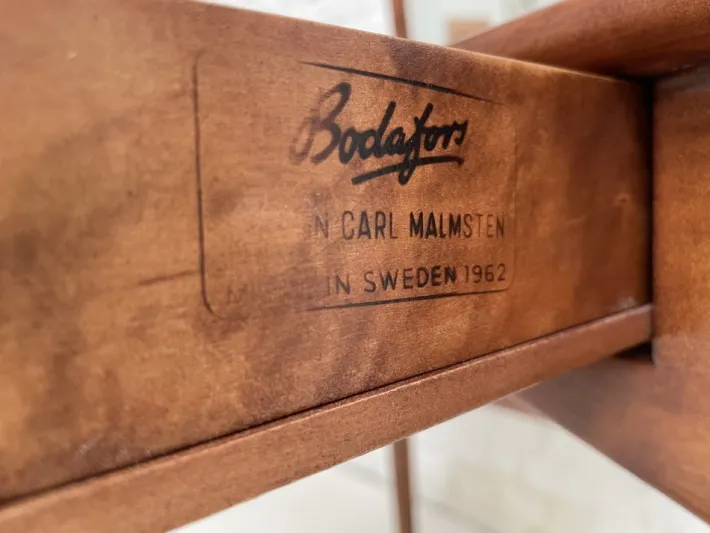 Bodafors
N CARL MALMSTEN
IN SWEDEN 1962